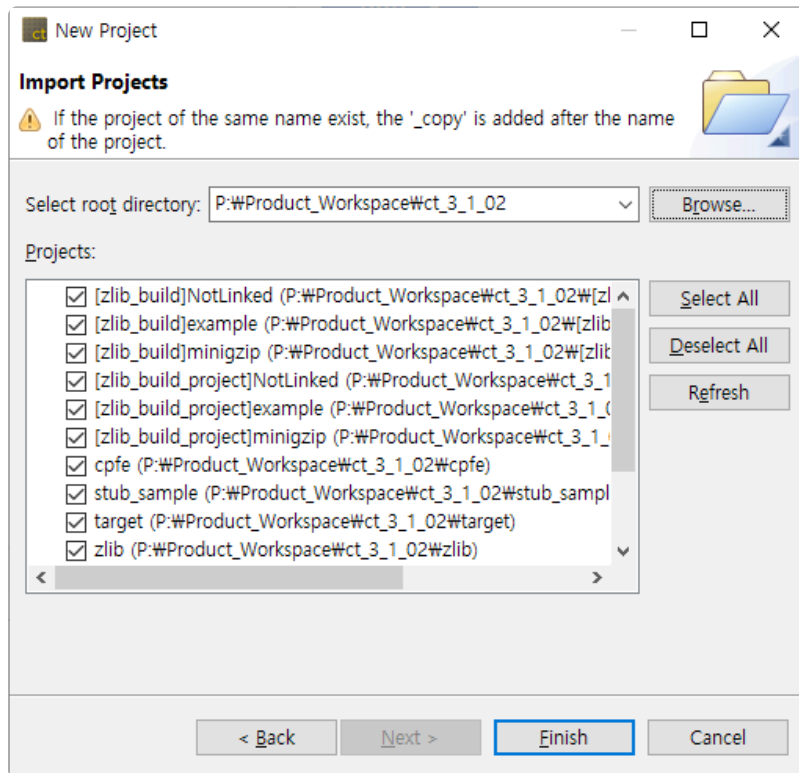 ct New Project
Import Projects
If the project of the same name exist, the '_copy' is added after the name
of the project.
Select root directory: P:₩Product_Workspace₩ct_3_1_02 Browse...
Projects:
[zlib_build]NotLinked (P:₩Product_Workspace₩ct_3_1_02₩[zl
[zlib_build]example (P:₩Product_Workspace₩ct_3_1_02₩[zlib
[zlib_build]minigzip (P:₩Product_Workspace₩ct_3_1_02₩[zlib
[zlib_build_project]NotLinked (P:₩Product_Workspace₩ct_3_1
[zlib_build_project]example (P:₩Product_Workspace₩ct_3_1_(
[zlib_build_project]minigzip (P:₩Product_Workspace₩ct_3_1_(
cpfe (P:₩Product_Workspace₩ct_3_1_02₩cpfe)
stub_sample (P:₩Product_Workspace₩ct_3_1_02₩stub_sampl
target (P:₩Product_Workspace₩ct_3_1_02₩target)
zlib (P:₩Product_Workspace₩ct_3_1_02₩zlib)
Select All
Deselect All
Refresh
< Back Next > Finish Cancel